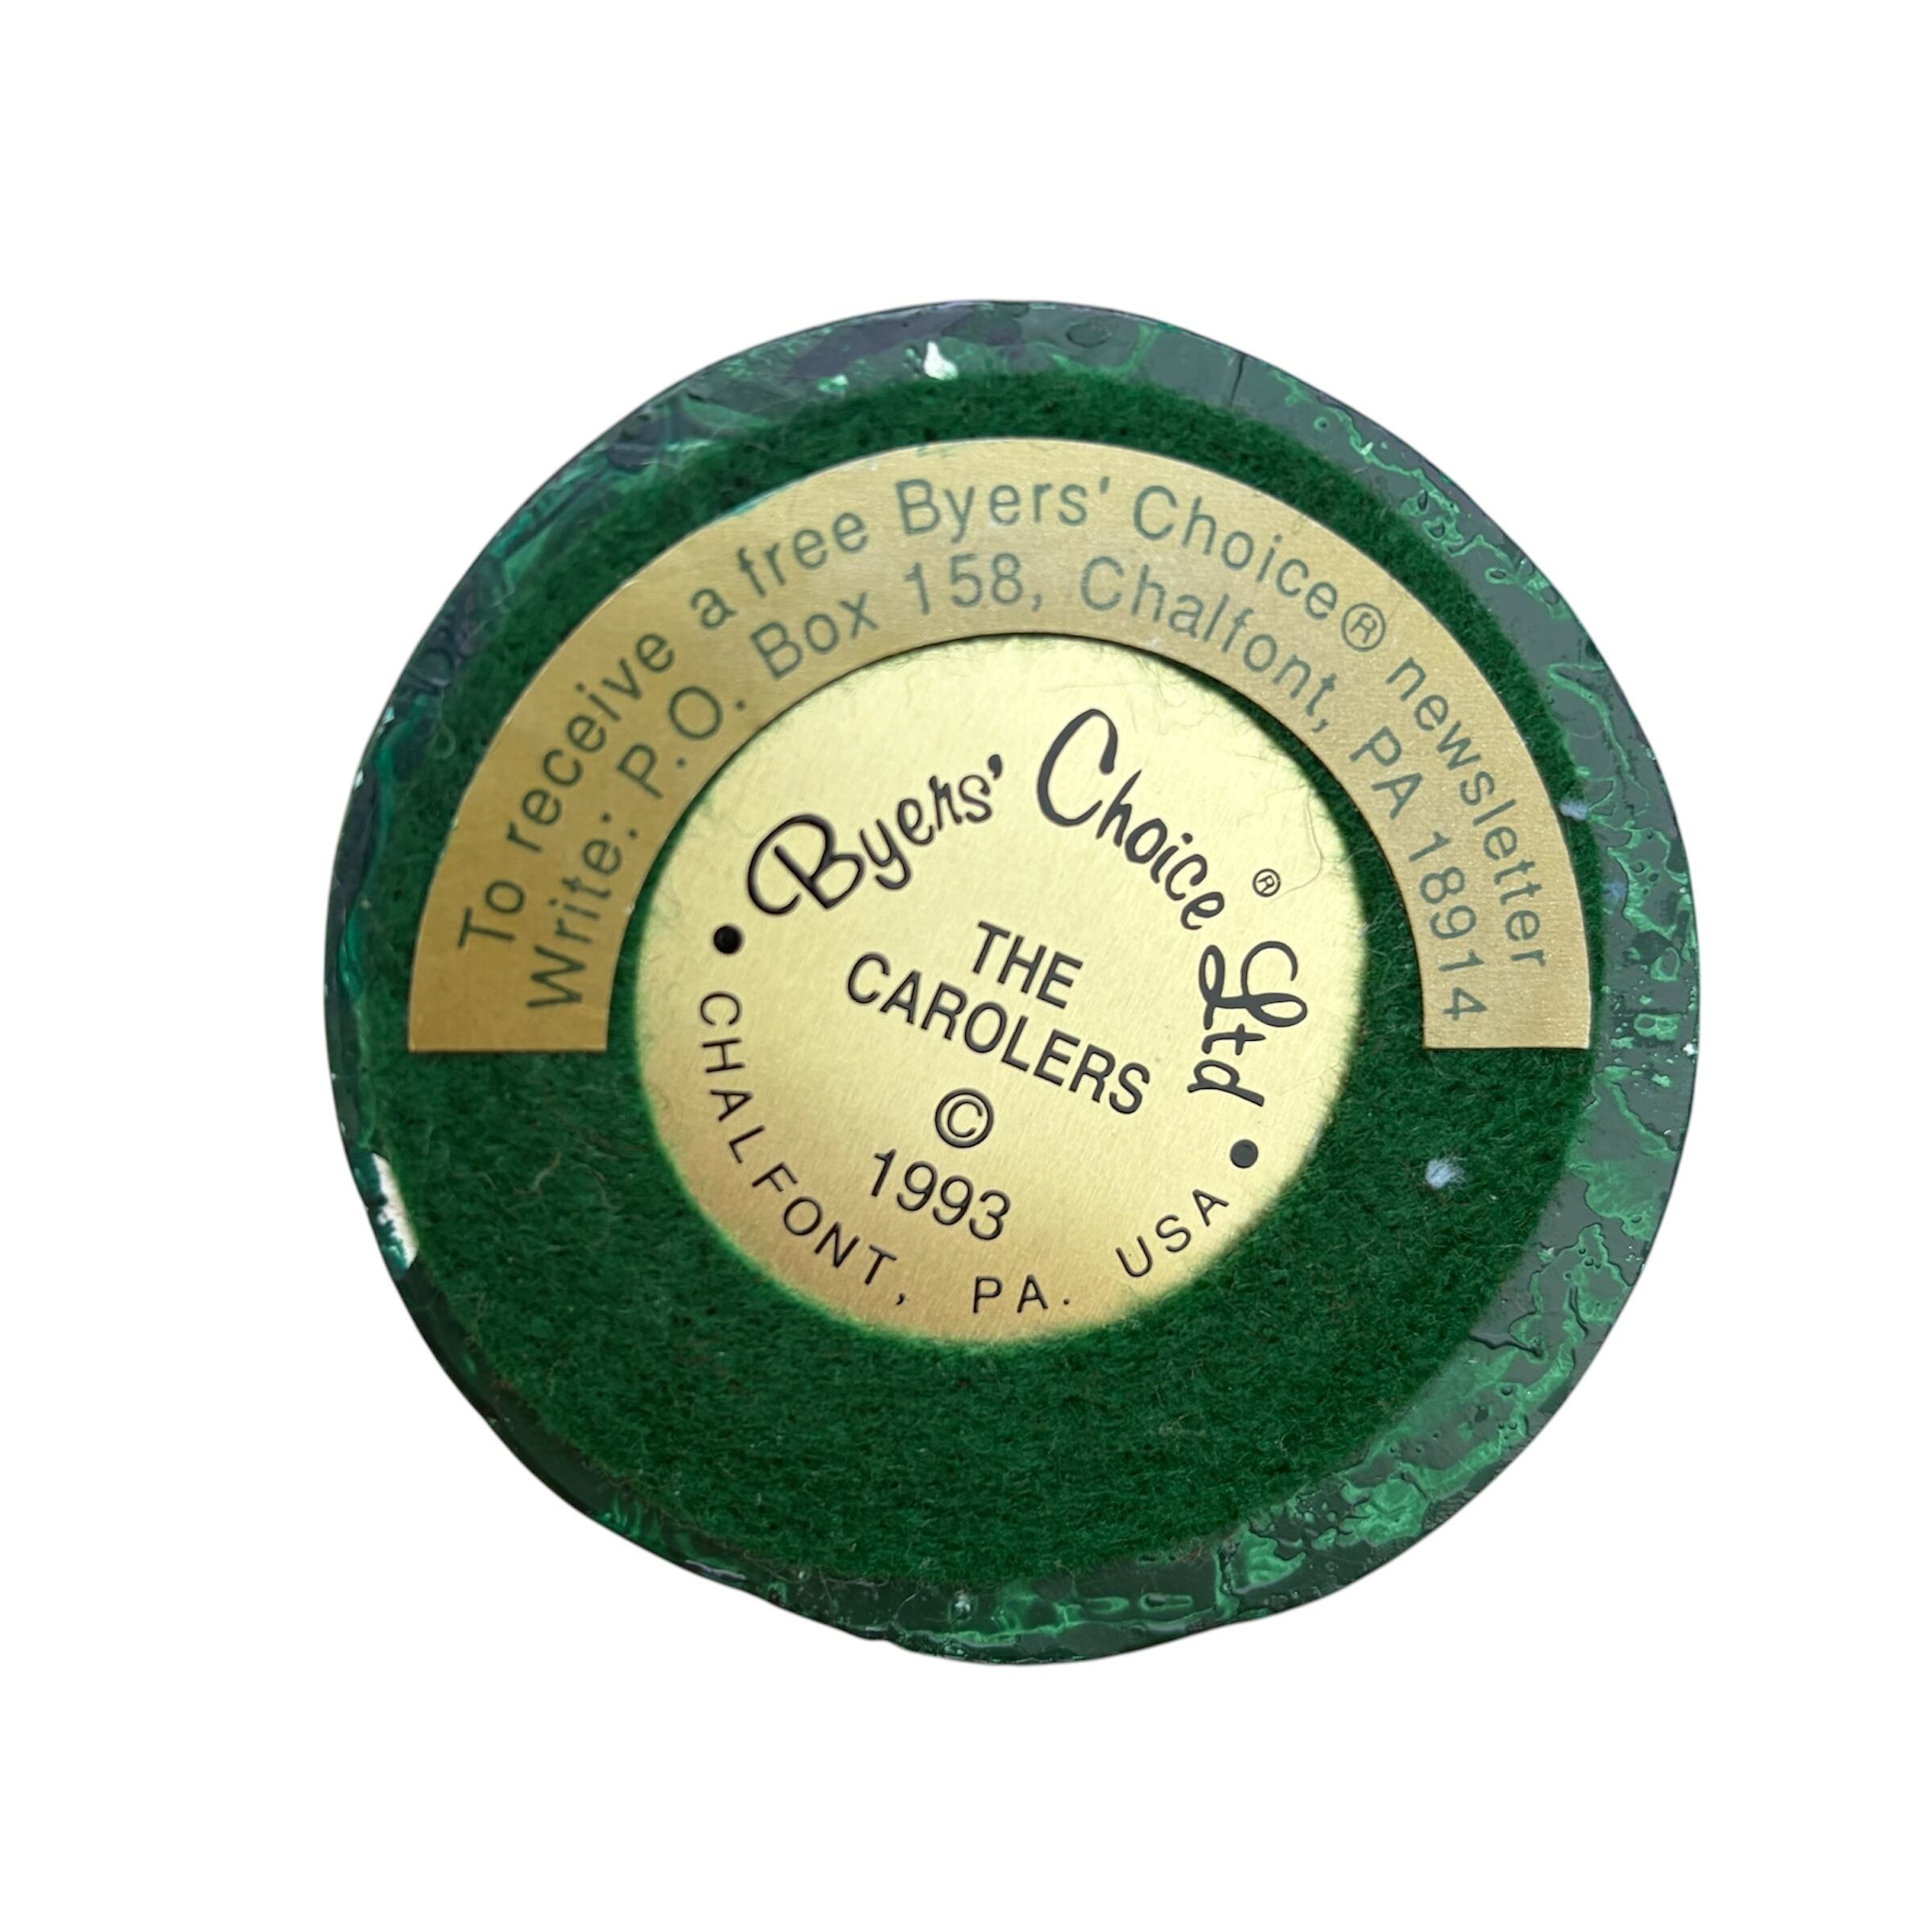 To receive a free Byers' Choice® newsletter
Write: P.O. Box 158, Chalfont, PA 18914
Byers' Choice Ltd®
THE
CAROLERS
©
1993
• CHALFONT, PA. USA •